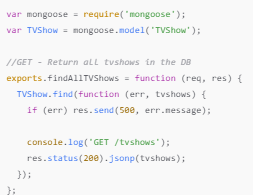 var mongoose = require('mongoose');
var TVShow = mongoose.model('TVShow');

//GET - Return all tvshows in the DB
exports.findAllTVShows = function (req, res) {
  TVShow.find(function (err, tvshows) {
    if (err) res.send(500, err.message);

    console.log('GET /tvshows');
    res.status(200).jsonp(tvshows);
  });
};